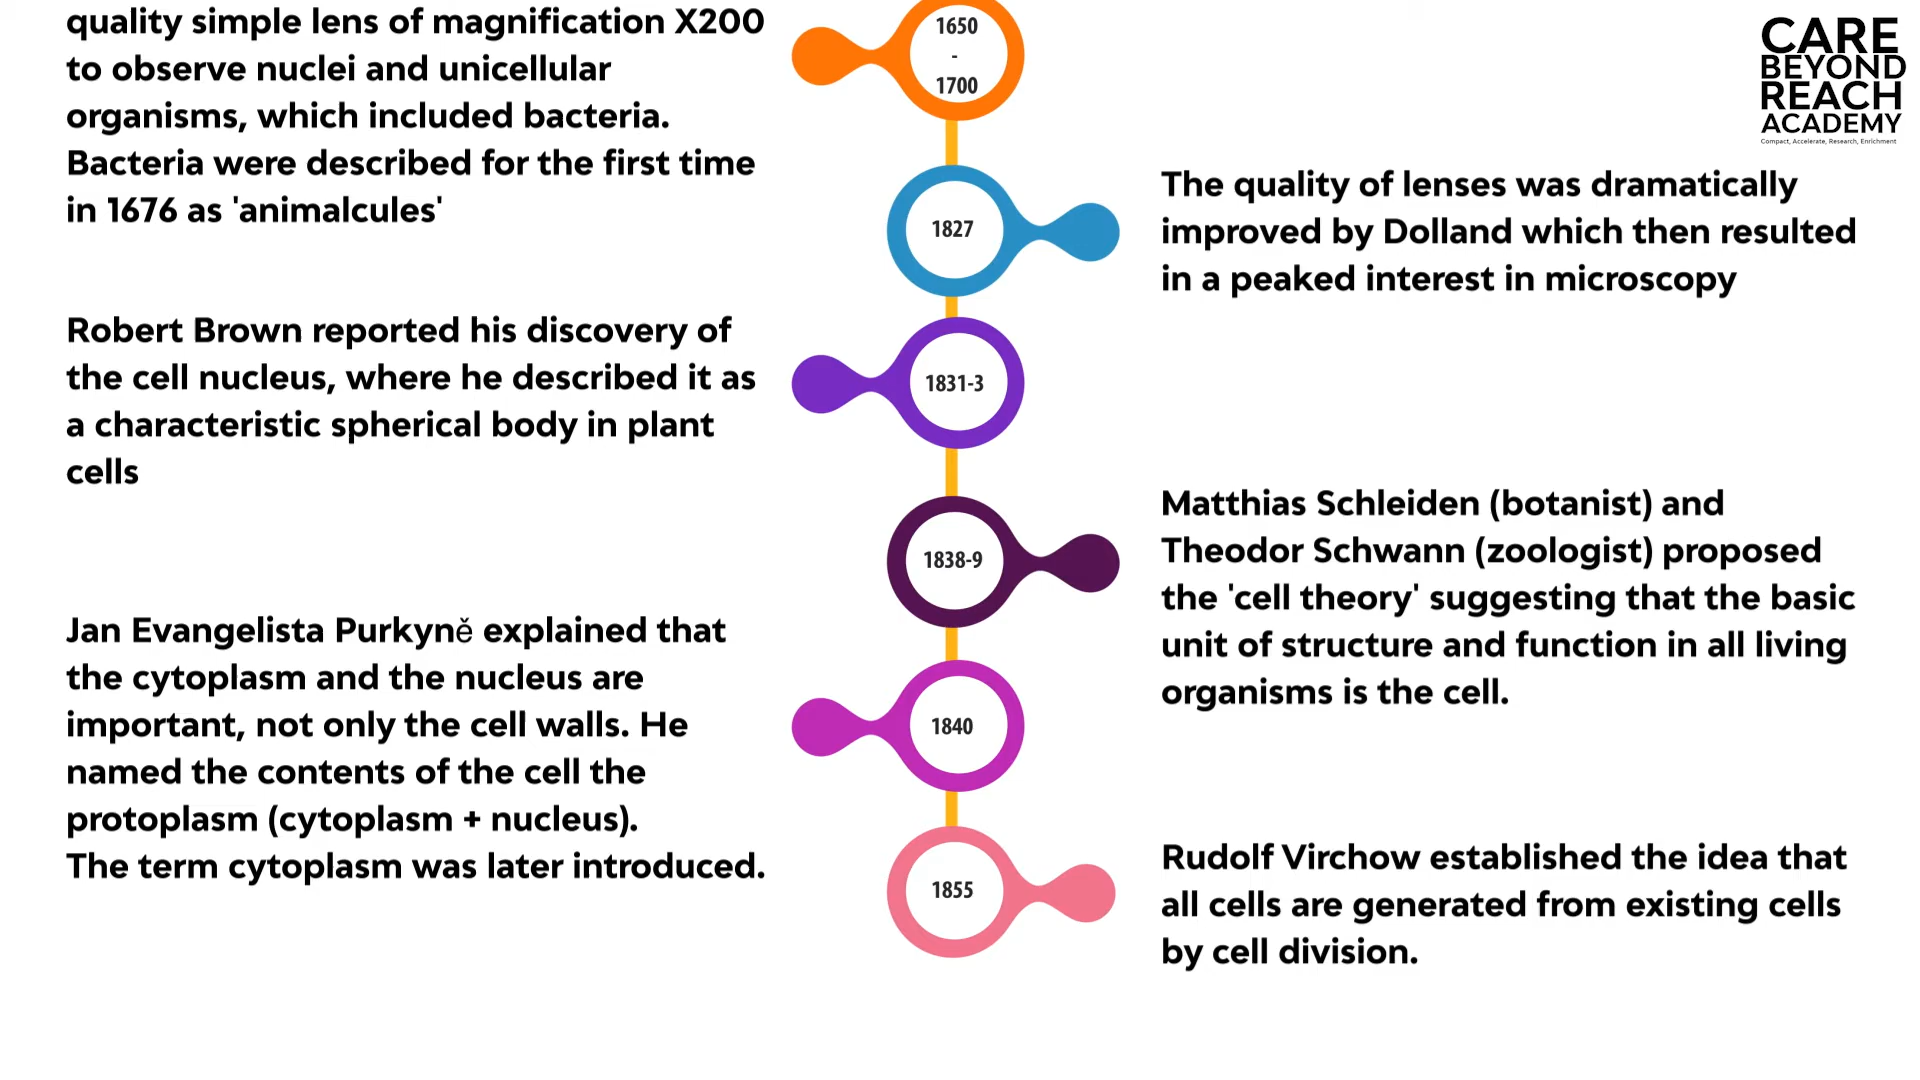 quality simple lens of magnification X200
to observe nuclei and unicellular
organisms, which included bacteria.
Bacteria were described for the first time
in 1676 as 'animalcules'
1650
-
1700
CARE
BEYOND
REACH
ACADEMY
Compact, Accelerate, Research, Enrichment
1827
The quality of lenses was dramatically
improved by Dolland which then resulted
in a peaked interest in microscopy
Robert Brown reported his discovery of
the cell nucleus, where he described it as
a characteristic spherical body in plant
cells
1831-3
1838-9
Matthias Schleiden (botanist) and
Theodor Schwann (zoologist) proposed
the 'cell theory' suggesting that the basic
unit of structure and function in all living
organisms is the cell.
Jan Evangelista Purkyně explained that
the cytoplasm and the nucleus are
important, not only the cell walls. He
named the contents of the cell the
protoplasm (cytoplasm + nucleus).
The term cytoplasm was later introduced.
1840
1855
Rudolf Virchow established the idea that
all cells are generated from existing cells
by cell division.